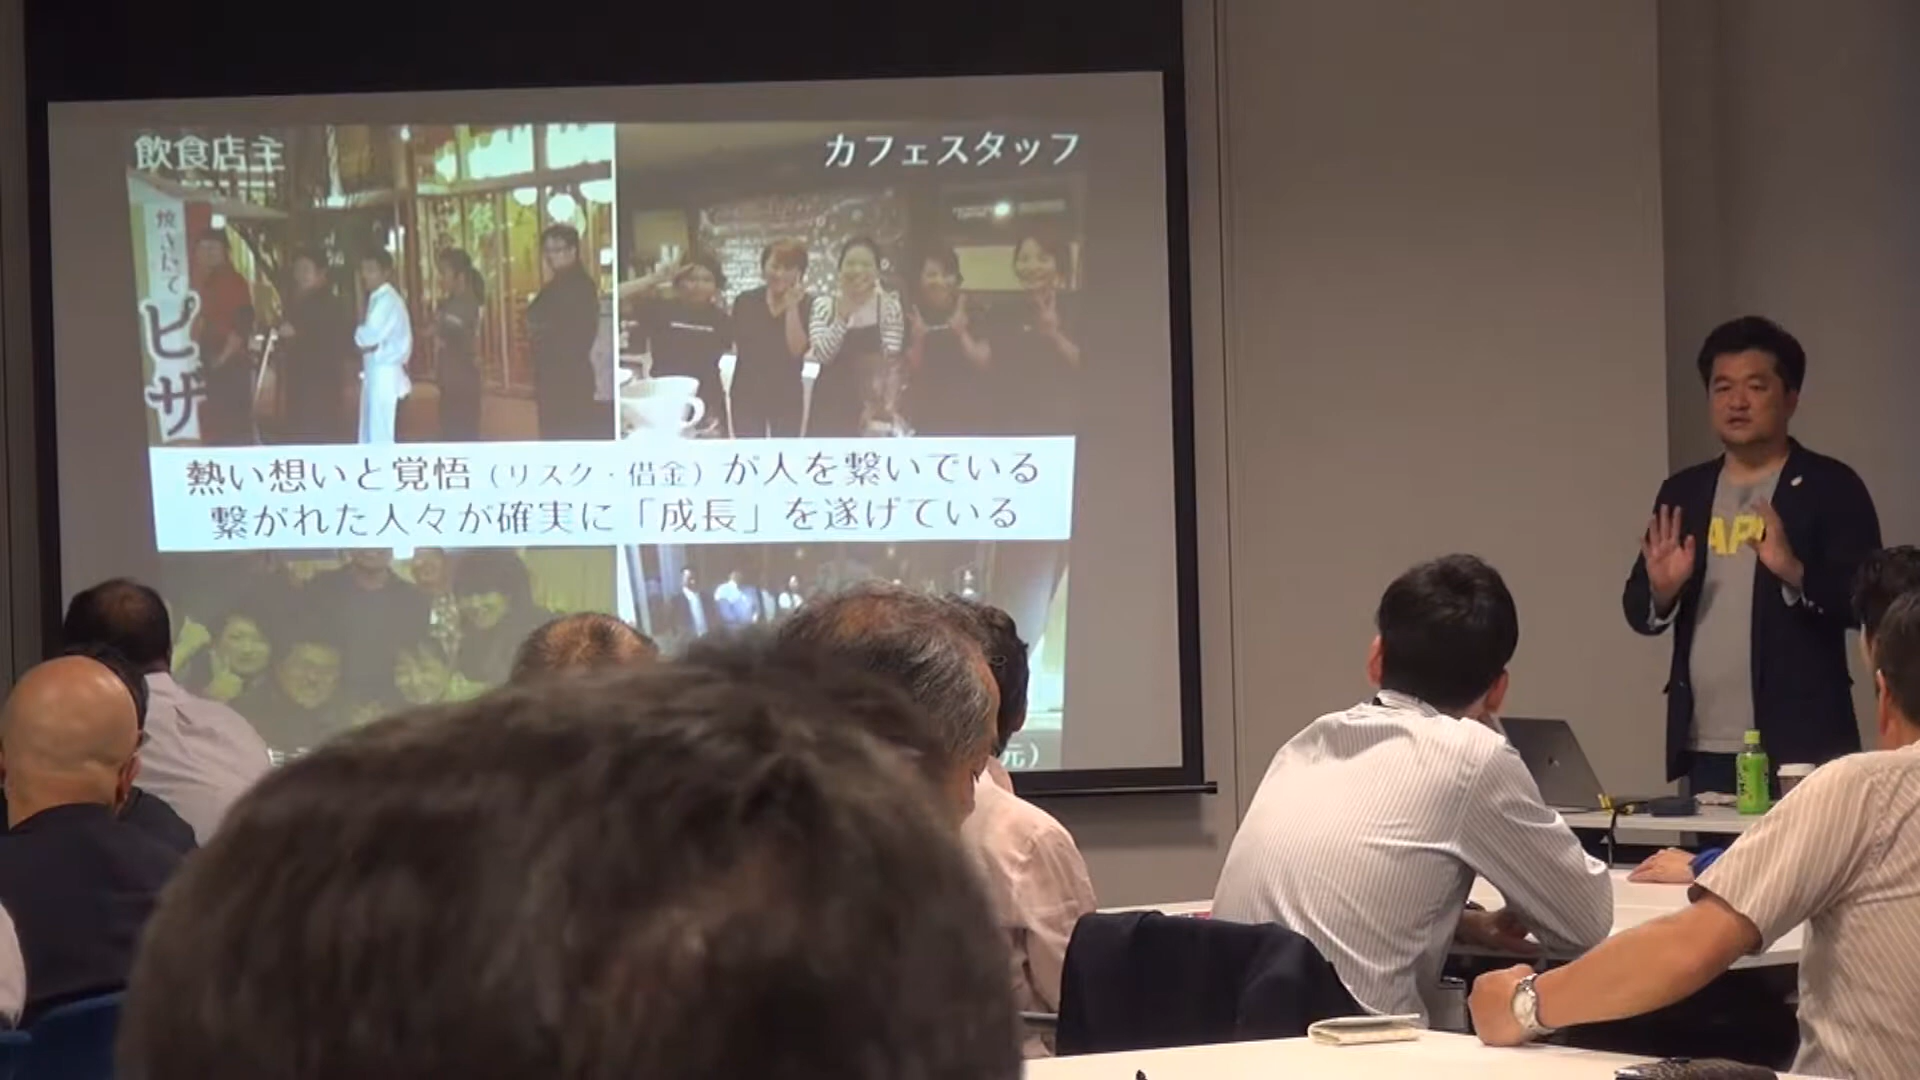 飲食店主
カフェスタッフ
焼きたて
ピザ
熱い想いと覚悟（リスク・借金）が人を繋いでいる
繋がれた人々が確実に「成長」を遂げている
元）
AP